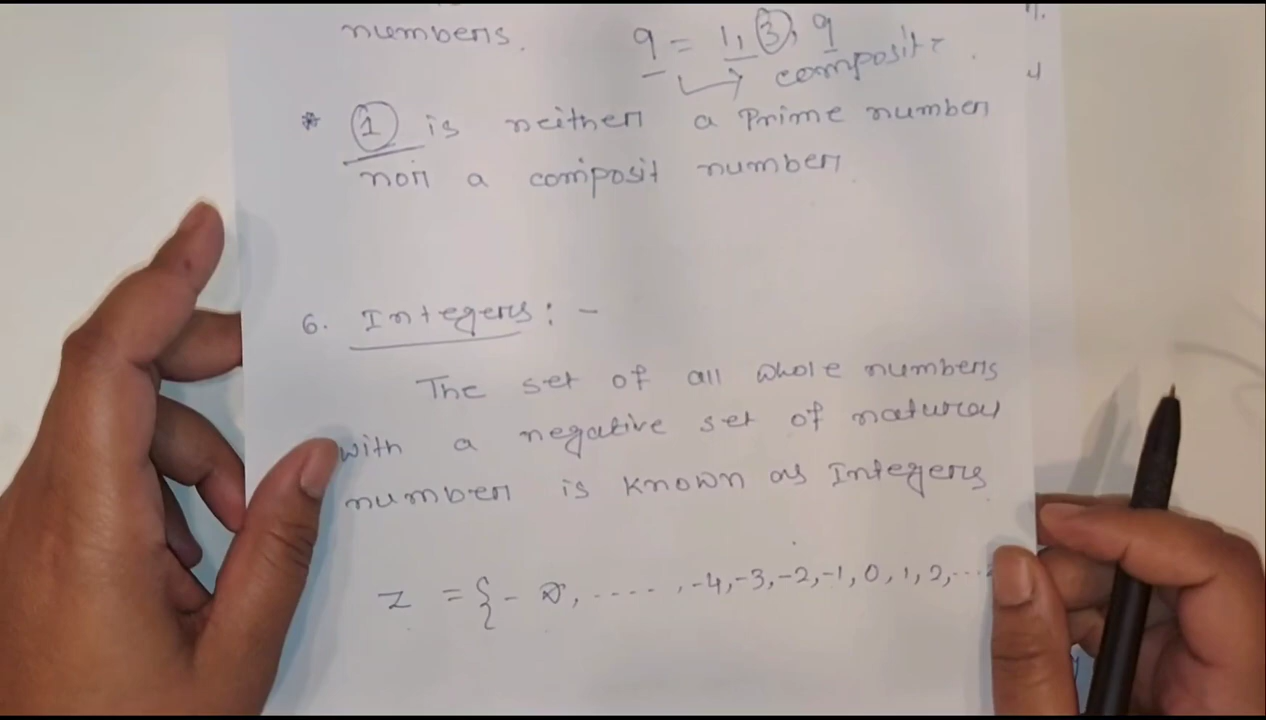 numbers.
9 = 1, 3, 9
composit
* 1 is neither a Prime number
nor a composit number
6. Integers : -
The set of all whole numbers
with a negative set of natural
number is known as Integers
Z = { - ∞, ...., -4, -3, -2, -1, 0, 1, 2, ...